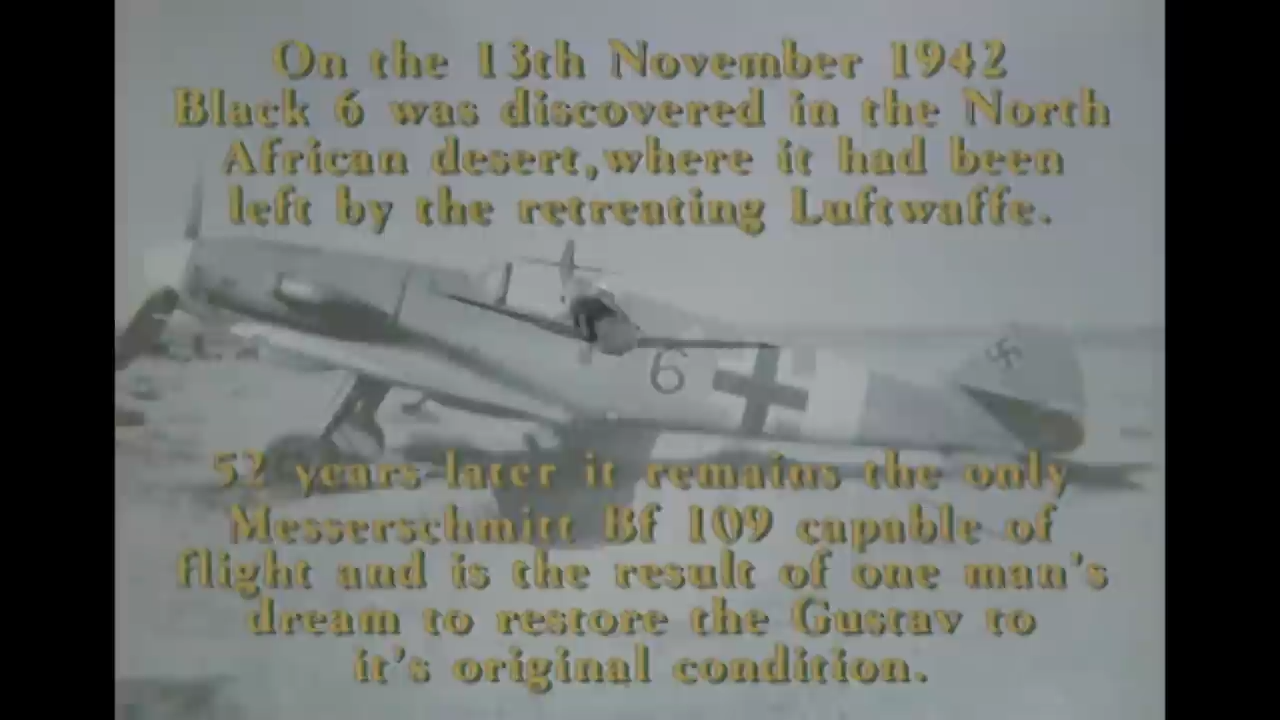 On the 13th November 1942
Black 6 was discovered in the North
African desert,where it had been
left by the retreating Luftwaffe.
6
52 years later it remains the only
Messerschmitt Bf 109 capable of
flight and is the result of one man's
dream to restore the Gustav to
it's original condition.